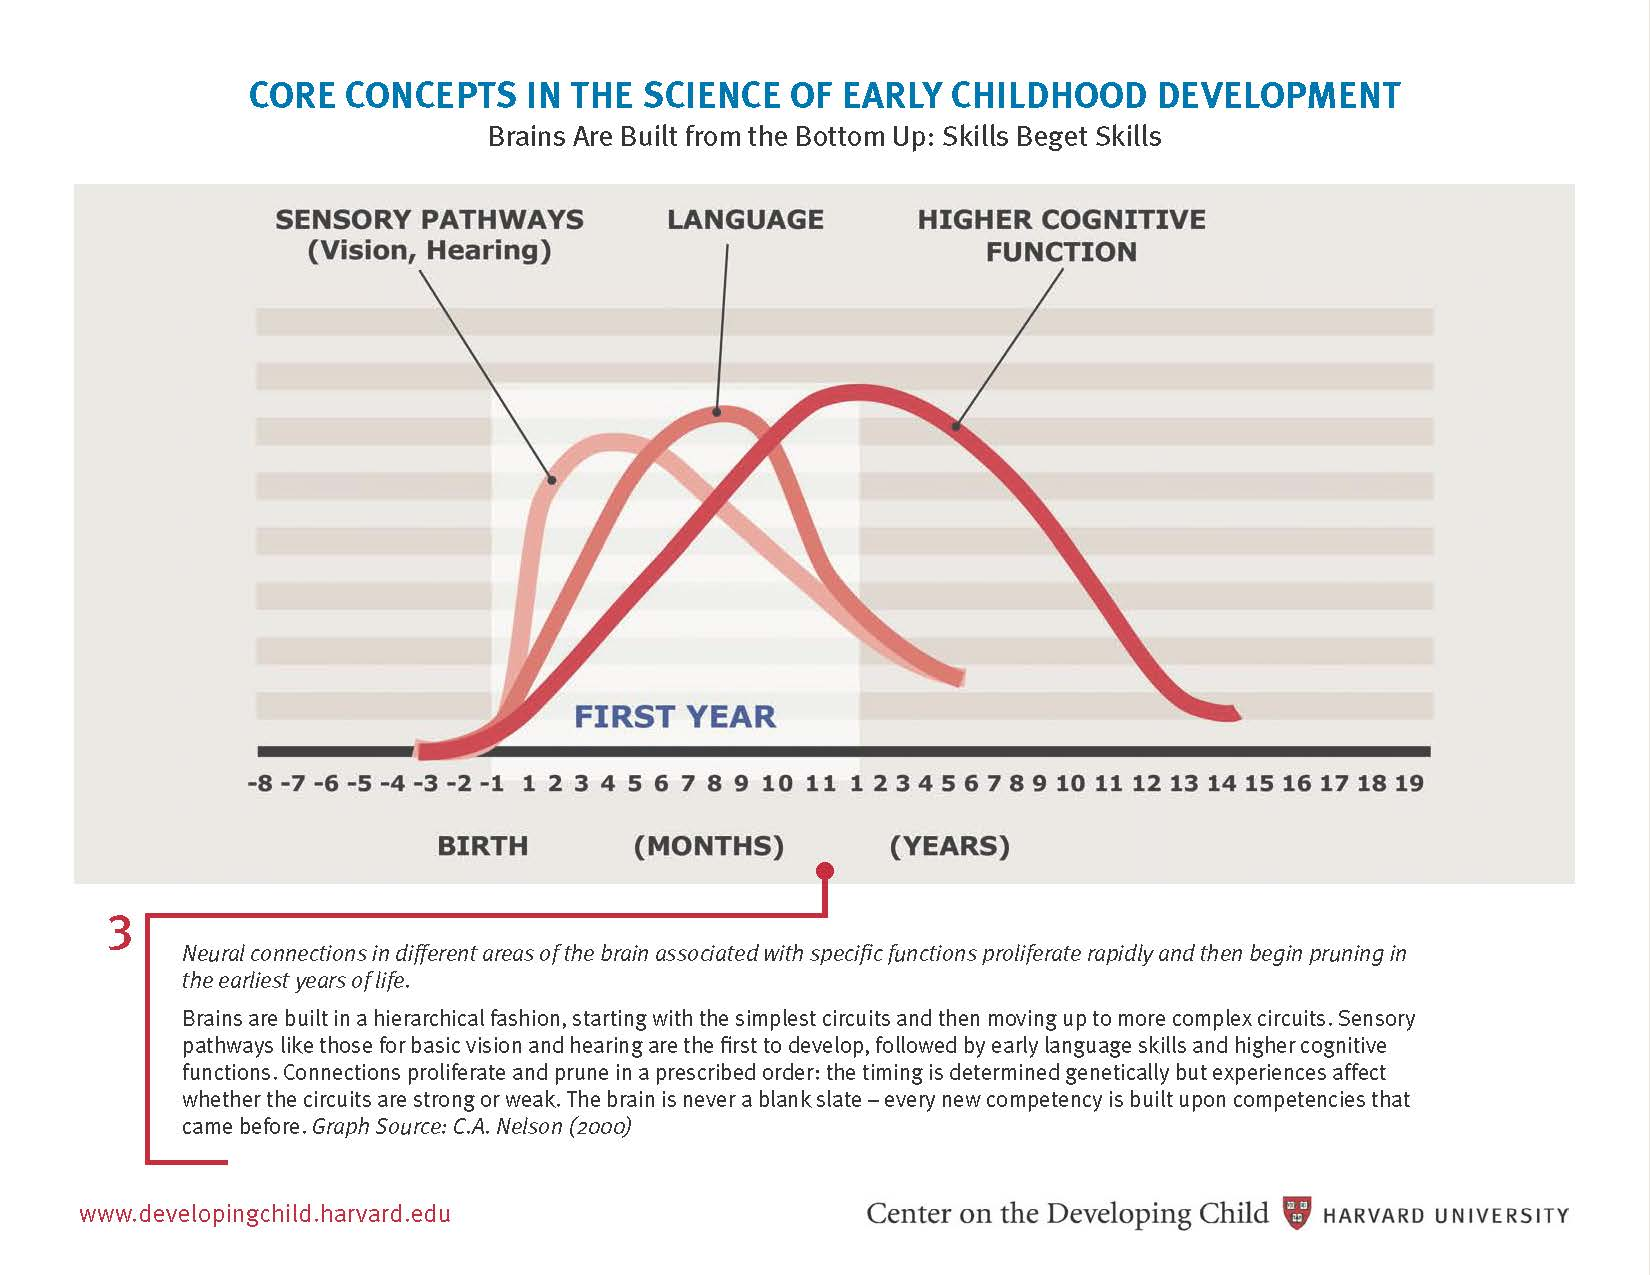 CORE CONCEPTS IN THE SCIENCE OF EARLY CHILDHOOD DEVELOPMENT
Brains Are Built from the Bottom Up: Skills Beget Skills
SENSORY PATHWAYS
(Vision, Hearing)
LANGUAGE
HIGHER COGNITIVE
FUNCTION
FIRST YEAR
-8 -7 -6 -5 -4 -3 -2 -1 1 2 3 4 5 6 7 8 9 10 11 1 2 3 4 5 6 7 8 9 10 11 12 13 14 15 16 17 18 19
BIRTH (MONTHS) (YEARS)
3
Neural connections in different areas of the brain associated with specific functions proliferate rapidly and then begin pruning in
the earliest years of life.
Brains are built in a hierarchical fashion, starting with the simplest circuits and then moving up to more complex circuits. Sensory
pathways like those for basic vision and hearing are the first to develop, followed by early language skills and higher cognitive
functions. Connections proliferate and prune in a prescribed order: the timing is determined genetically but experiences affect
whether the circuits are strong or weak. The brain is never a blank slate – every new competency is built upon competencies that
came before. Graph Source: C.A. Nelson (2000)
www.developingchild.harvard.edu
Center on the Developing Child HARVARD UNIVERSITY